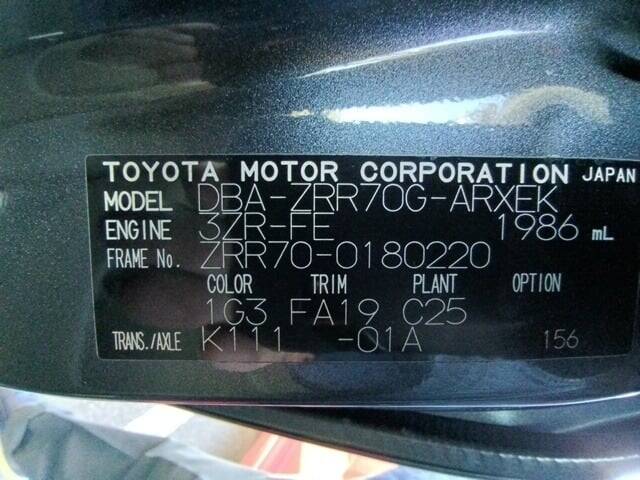 TOYOTA MOTOR CORPORATION JAPAN
MODEL DBA-ZRR70G-ARXEK
ENGINE 3ZR-FE 1986 mL
FRAME No. ZRR70-0180220
COLOR TRIM PLANT OPTION
1G3 FA19 C25
TRANS./AXLE K111 -01A 156